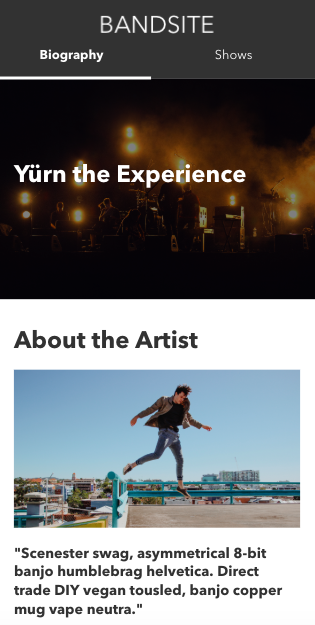 BANDSITE
Biography Shows
Yürn the Experience
About the Artist
"Scenester swag, asymmetrical 8-bit
banjo humblebrag helvetica. Direct
trade DIY vegan tousled, banjo copper
mug vape neutra."